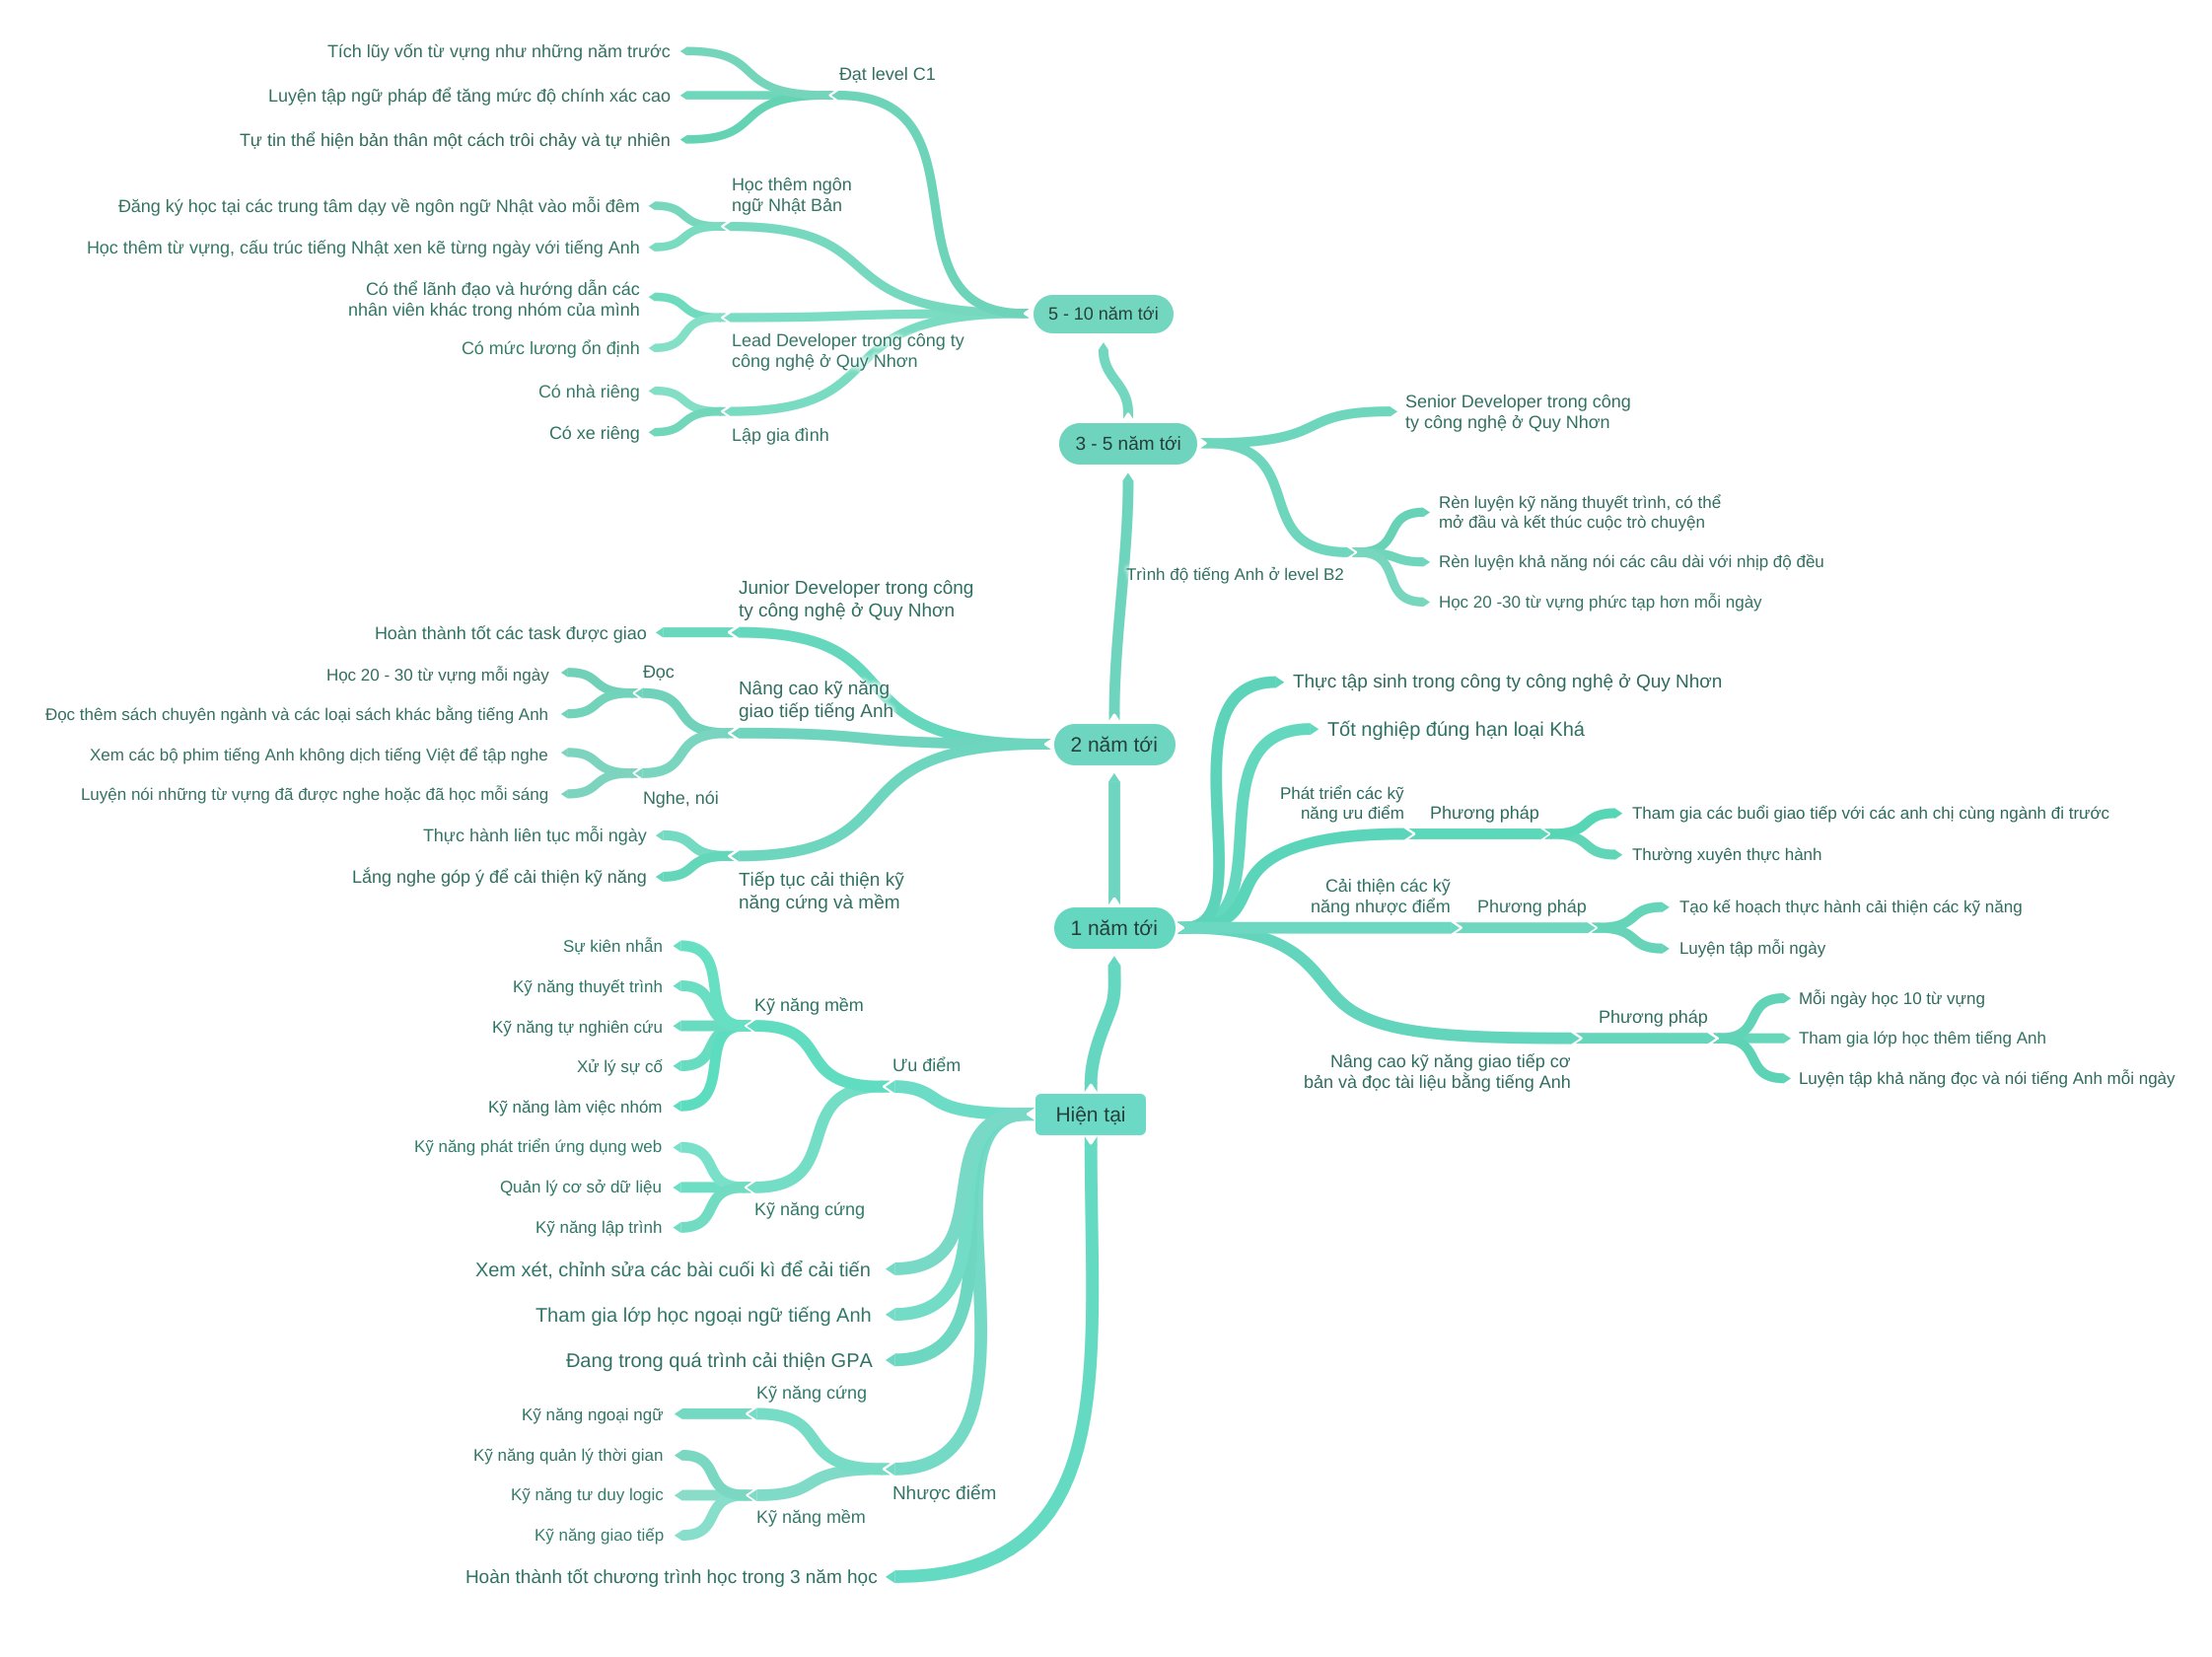 Tích lũy vốn từ vựng như những năm trước
Đạt level C1
Luyện tập ngữ pháp để tăng mức độ chính xác cao
Tự tin thể hiện bản thân một cách trôi chảy và tự nhiên
Học thêm ngôn
ngữ Nhật Bản
Đăng ký học tại các trung tâm dạy về ngôn ngữ Nhật vào mỗi đêm
Học thêm từ vựng, cấu trúc tiếng Nhật xen kẽ từng ngày với tiếng Anh
Có thể lãnh đạo và hướng dẫn các
nhân viên khác trong nhóm của mình
Có mức lương ổn định
Lead Developer trong công ty
công nghệ ở Quy Nhơn
Có nhà riêng
Có xe riêng
Lập gia đình
5 - 10 năm tới
3 - 5 năm tới
Senior Developer trong công
ty công nghệ ở Quy Nhơn
Rèn luyện kỹ năng thuyết trình, có thể
mở đầu và kết thúc cuộc trò chuyện
Rèn luyện khả năng nói các câu dài với nhịp độ đều
Trình độ tiếng Anh ở level B2
Học 20 -30 từ vựng phức tạp hơn mỗi ngày
Junior Developer trong công
ty công nghệ ở Quy Nhơn
Hoàn thành tốt các task được giao
Đọc
Học 20 - 30 từ vựng mỗi ngày
Đọc thêm sách chuyên ngành và các loại sách khác bằng tiếng Anh
Nâng cao kỹ năng
giao tiếp tiếng Anh
Xem các bộ phim tiếng Anh không dịch tiếng Việt để tập nghe
Luyện nói những từ vựng đã được nghe hoặc đã học mỗi sáng
Nghe, nói
Thực hành liên tục mỗi ngày
Lắng nghe góp ý để cải thiện kỹ năng
Tiếp tục cải thiện kỹ
năng cứng và mềm
2 năm tới
1 năm tới
Thực tập sinh trong công ty công nghệ ở Quy Nhơn
Tốt nghiệp đúng hạn loại Khá
Phát triển các kỹ
năng ưu điểm
Phương pháp
Tham gia các buổi giao tiếp với các anh chị cùng ngành đi trước
Thường xuyên thực hành
Cải thiện các kỹ
năng nhược điểm
Phương pháp
Tạo kế hoạch thực hành cải thiện các kỹ năng
Luyện tập mỗi ngày
Nâng cao kỹ năng giao tiếp cơ
bản và đọc tài liệu bằng tiếng Anh
Phương pháp
Mỗi ngày học 10 từ vựng
Tham gia lớp học thêm tiếng Anh
Luyện tập khả năng đọc và nói tiếng Anh mỗi ngày
Hiện tại
Ưu điểm
Kỹ năng mềm
Sự kiên nhẫn
Kỹ năng thuyết trình
Kỹ năng tự nghiên cứu
Xử lý sự cố
Kỹ năng làm việc nhóm
Kỹ năng phát triển ứng dụng web
Quản lý cơ sở dữ liệu
Kỹ năng cứng
Kỹ năng lập trình
Xem xét, chỉnh sửa các bài cuối kì để cải tiến
Tham gia lớp học ngoại ngữ tiếng Anh
Đang trong quá trình cải thiện GPA
Kỹ năng cứng
Kỹ năng ngoại ngữ
Kỹ năng quản lý thời gian
Kỹ năng tư duy logic
Nhược điểm
Kỹ năng mềm
Kỹ năng giao tiếp
Hoàn thành tốt chương trình học trong 3 năm học